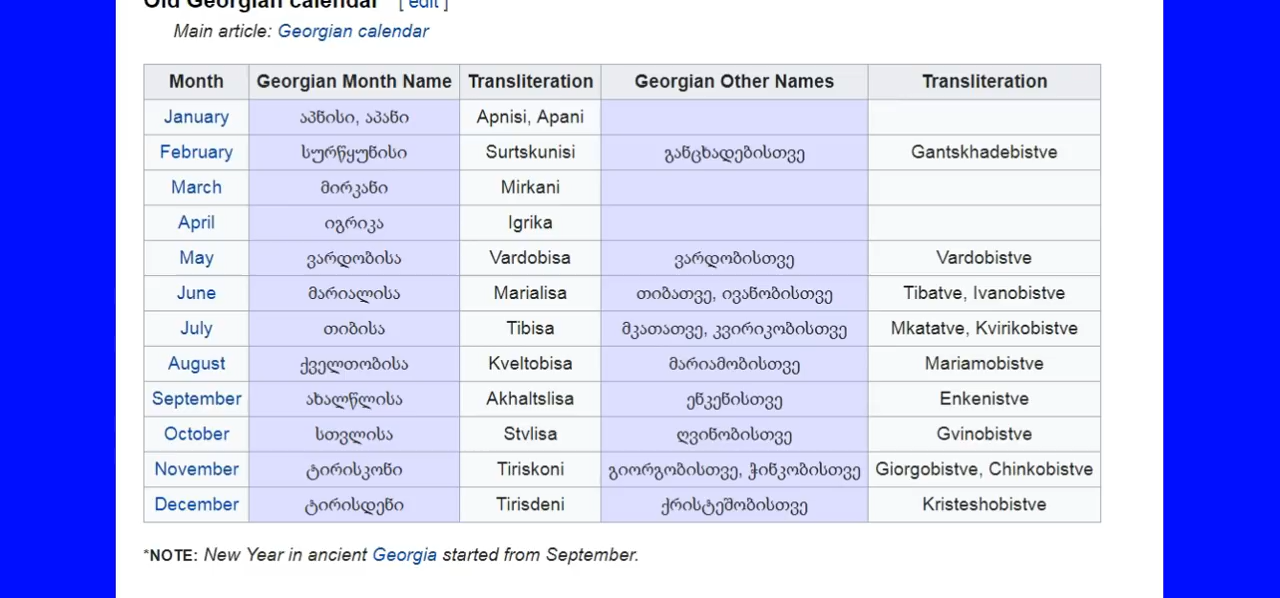 Old Georgian calendar [ edit ]
Main article: Georgian calendar
Month Georgian Month Name Transliteration Georgian Other Names Transliteration
January აპნისი, აპანი Apnisi, Apani
February სურწყუნისი Surtskunisi განცხადებისთვე Gantskhadebistve
March მირკანი Mirkani
April იგრიკა Igrika
May ვარდობისა Vardobisa ვარდობისთვე Vardobistve
June მარიალისა Marialisa თიბათვე, ივანობისთვე Tibatve, Ivanobistve
July თიბისა Tibisa მკათათვე, კვირიკობისთვე Mkatatve, Kvirikobistve
August ქველთობისა Kveltobisa მარიამობისთვე Mariamobistve
September ახალწლისა Akhaltslisa ენკენისთვე Enkenistve
October სთვლისა Stvlisa ღვინობისთვე Gvinobistve
November ტირისკონი Tiriskoni გიორგობისთვე, ჭინკობისთვე Giorgobistve, Chinkobistve
December ტირისდენი Tirisdeni ქრისტეშობისთვე Kristeshobistve
*NOTE: New Year in ancient Georgia started from September.